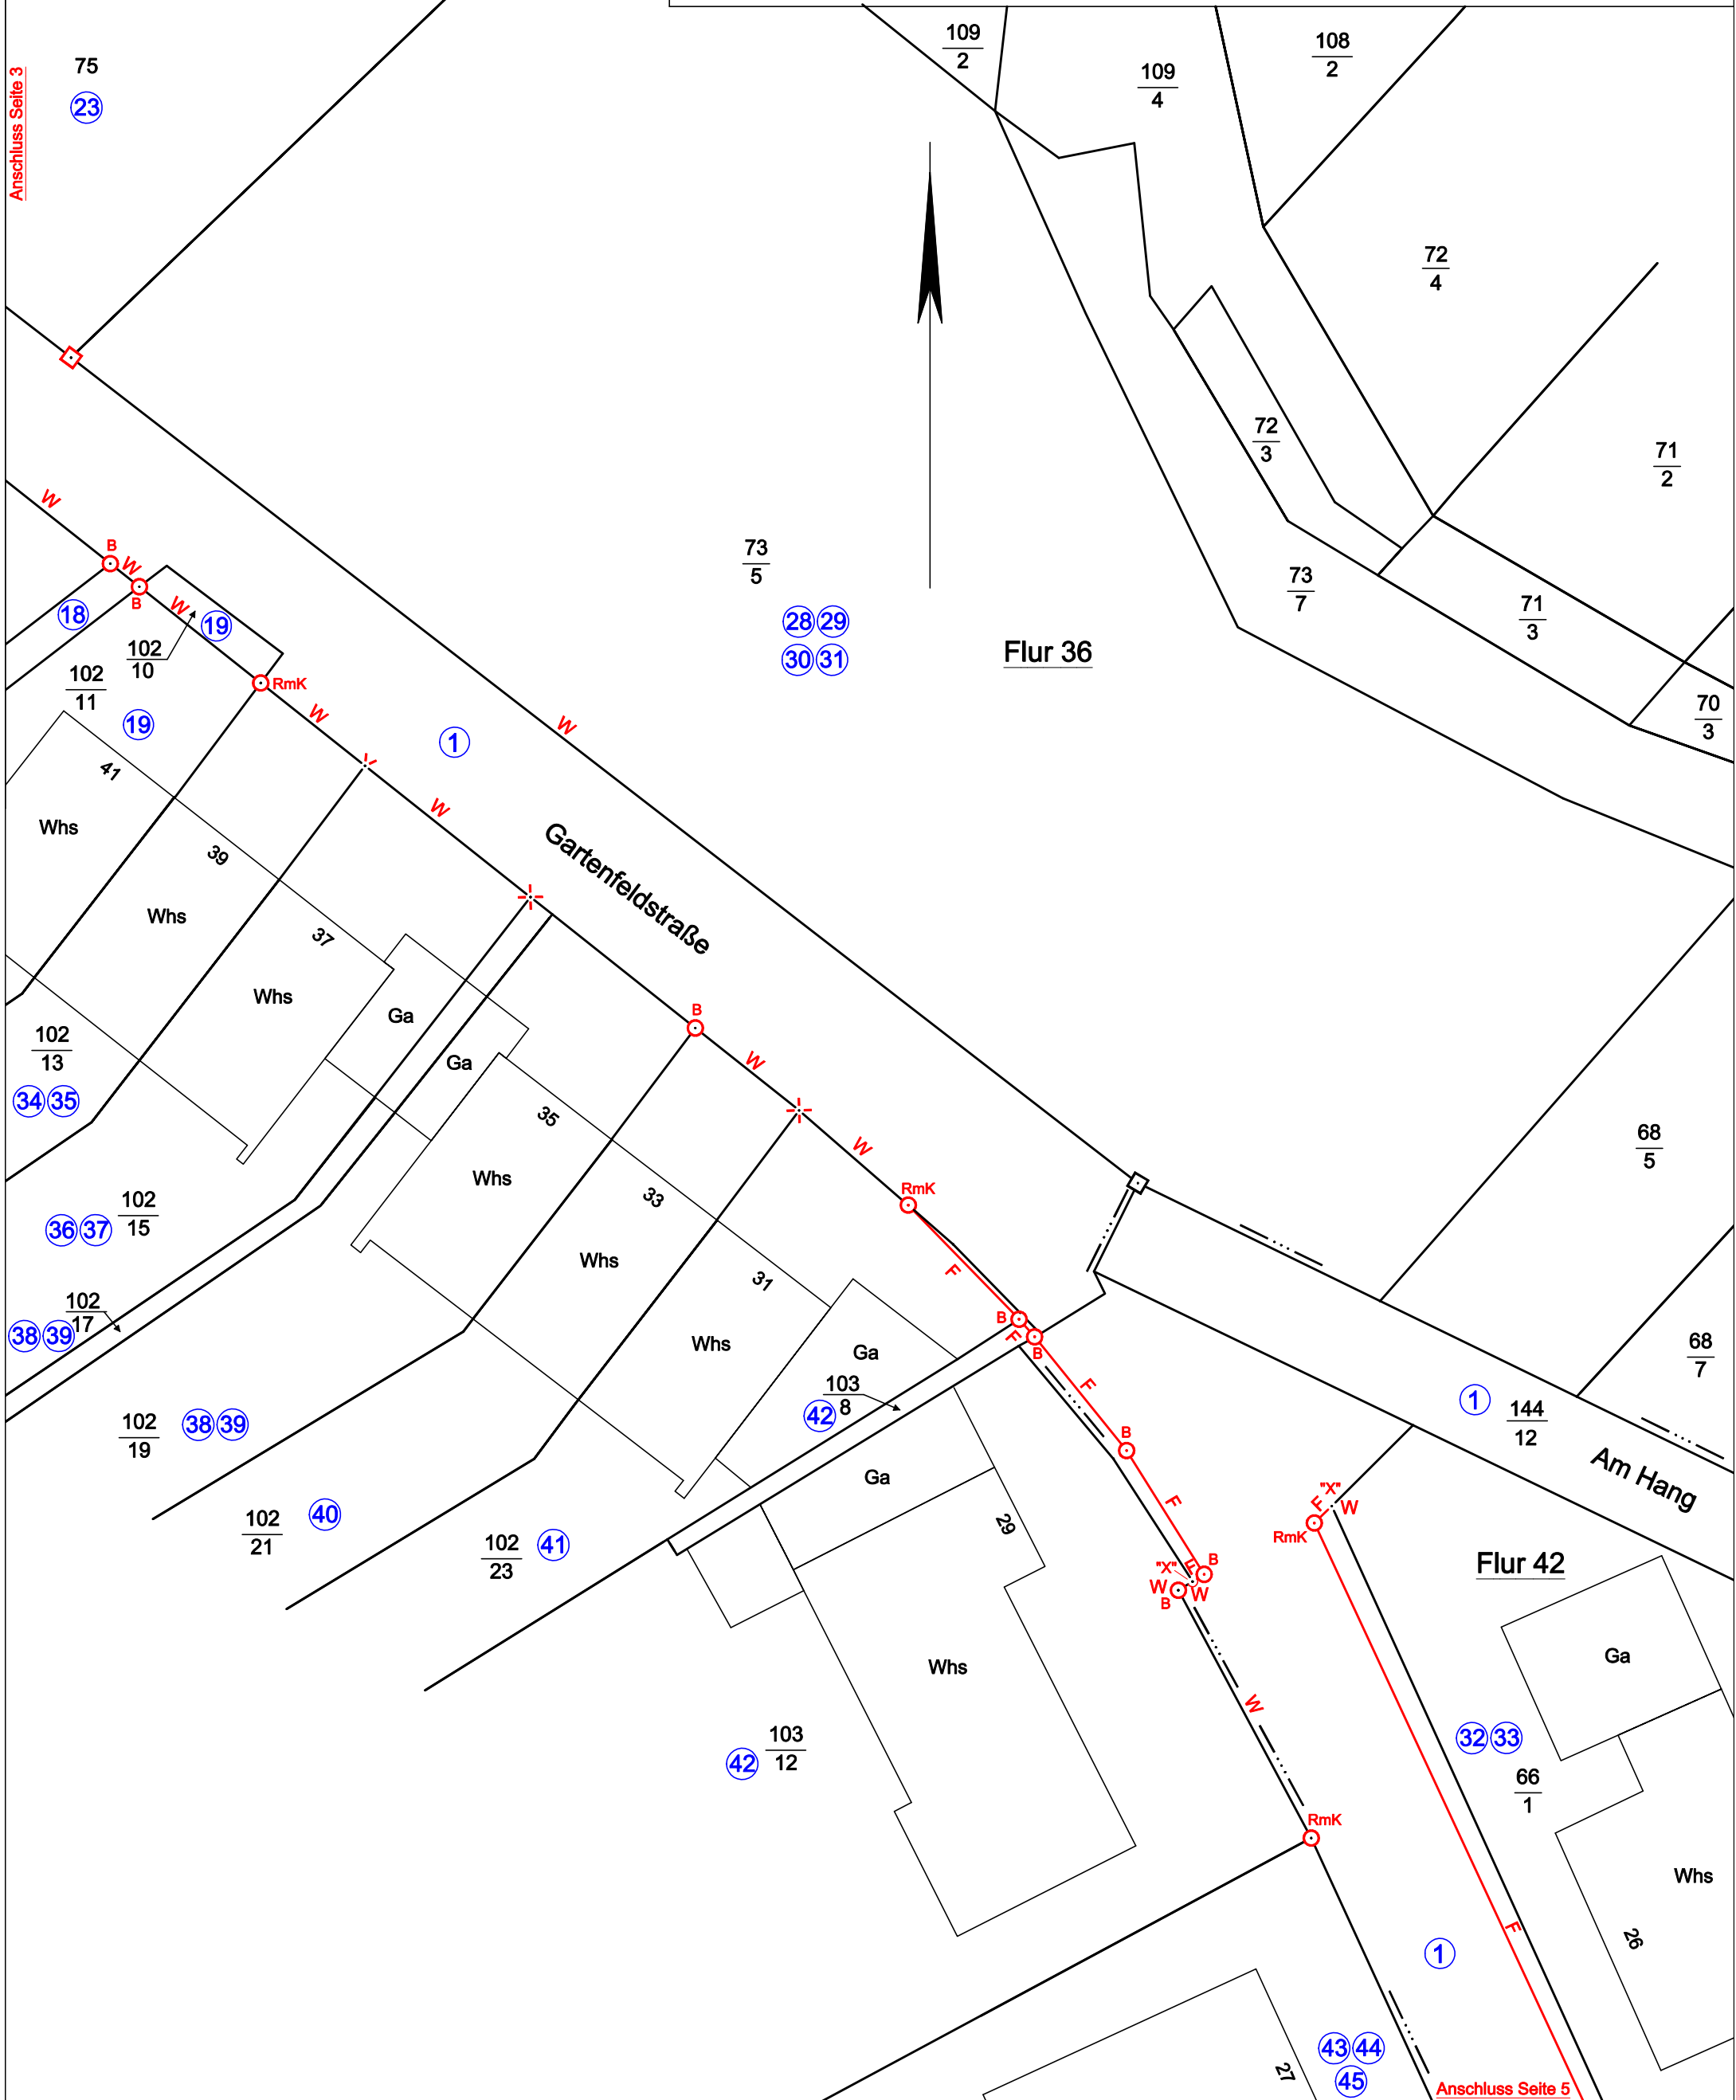 109
2
108
2
109
4
75
23
Anschluss Seite 3
72
4
72
3
71
2
W
B
W
B
W
18
19
102
10
102
11
19
RmK
W
1
W
73
5
28 29
30 31
Flur 36
73
7
71
3
70
3
41
Whs
39
Whs
37
Whs
W
Gartenfeldstraße
Ga
Ga
B
W
102
13
34 35
35
Whs
33
Whs
31
Whs
W
RmK
F
68
5
102
15
36 37
102
17
38 39
B
F
B
F
68
7
Ga
103
8
42
102
19
38 39
1
144
12
Am Hang
B
F
Ga
29
102
21
40
102
23
41
"X"
F
W
RmK
"X"
F
B
W
W
B
Flur 42
Ga
Whs
W
103
12
42
32 33
66
1
RmK
Whs
F
26
1
43 44
45
27
Anschluss Seite 5